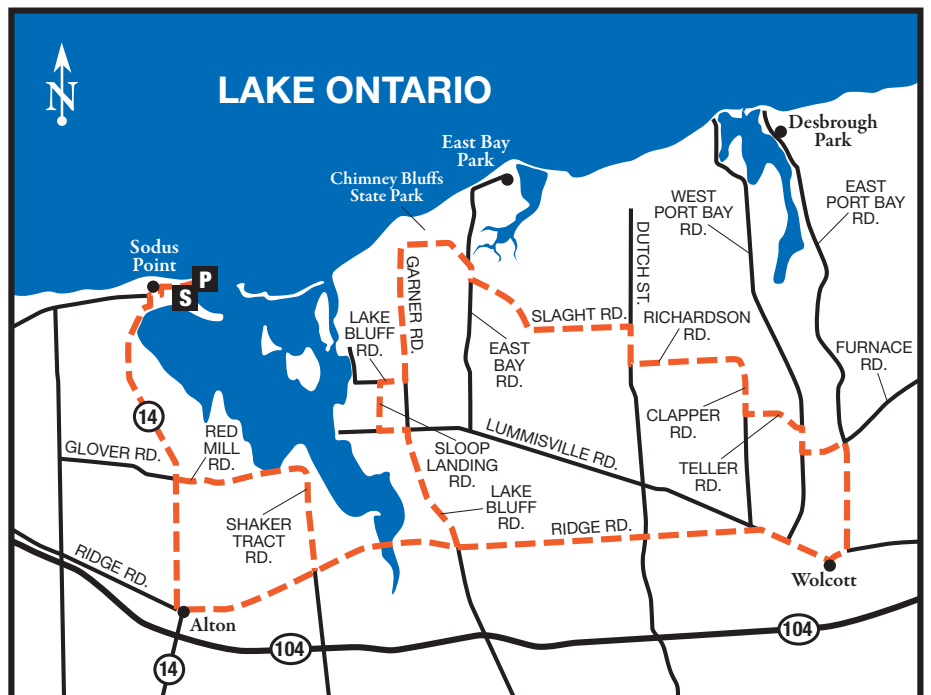 N
LAKE ONTARIO
Desbrough
Park
East Bay
Park
Chimney Bluffs
State Park
WEST
PORT BAY
RD.
EAST
PORT BAY
RD.
Sodus
Point
P
S
GARNER RD.
DUTCH ST.
LAKE
BLUFF
RD.
SLAGHT RD.
RICHARDSON
RD.
EAST
BAY
RD.
FURNACE
RD.
14
CLAPPER
RD.
RED
MILL
RD.
GLOVER RD.
SLOOP
LANDING
RD.
LUMMISVILLE RD.
TELLER
RD.
SHAKER
TRACT
RD.
LAKE
BLUFF
RD.
RIDGE RD.
RIDGE RD.
Wolcott
Alton
104
104
14